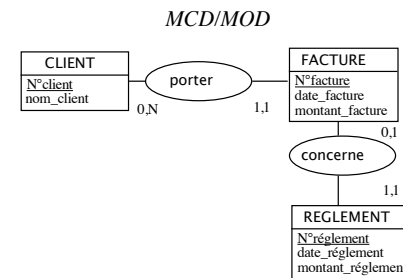 MCD/MOD
CLIENT
N°client
nom_client
porter
0,N
1,1
FACTURE
N°facture
date_facture
montant_facture
0,1
concerne
1,1
REGLEMENT
N°réglement
date_réglement
montant_réglemen